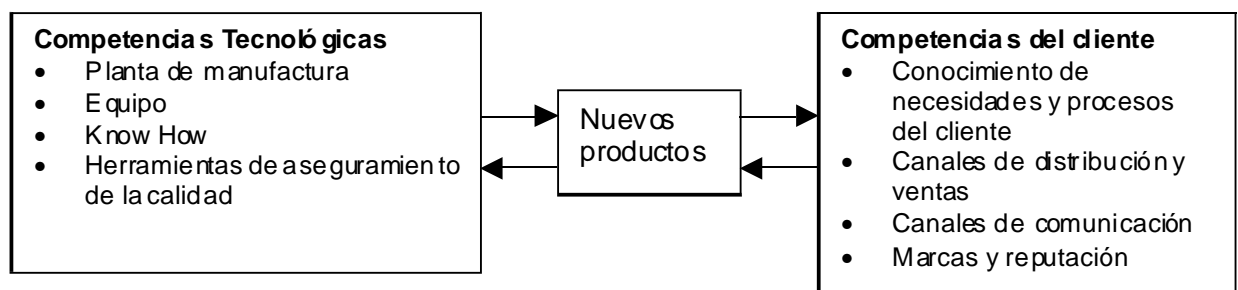 Competencias Tecnológicas
• Planta de manufactura
• Equipo
• Know How
• Herramientas de aseguramiento
de la calidad
Nuevos
productos
Competencias del cliente
• Conocimiento de
necesidades y procesos
del cliente
• Canales de distribución y
ventas
• Canales de comunicación
• Marcas y reputación